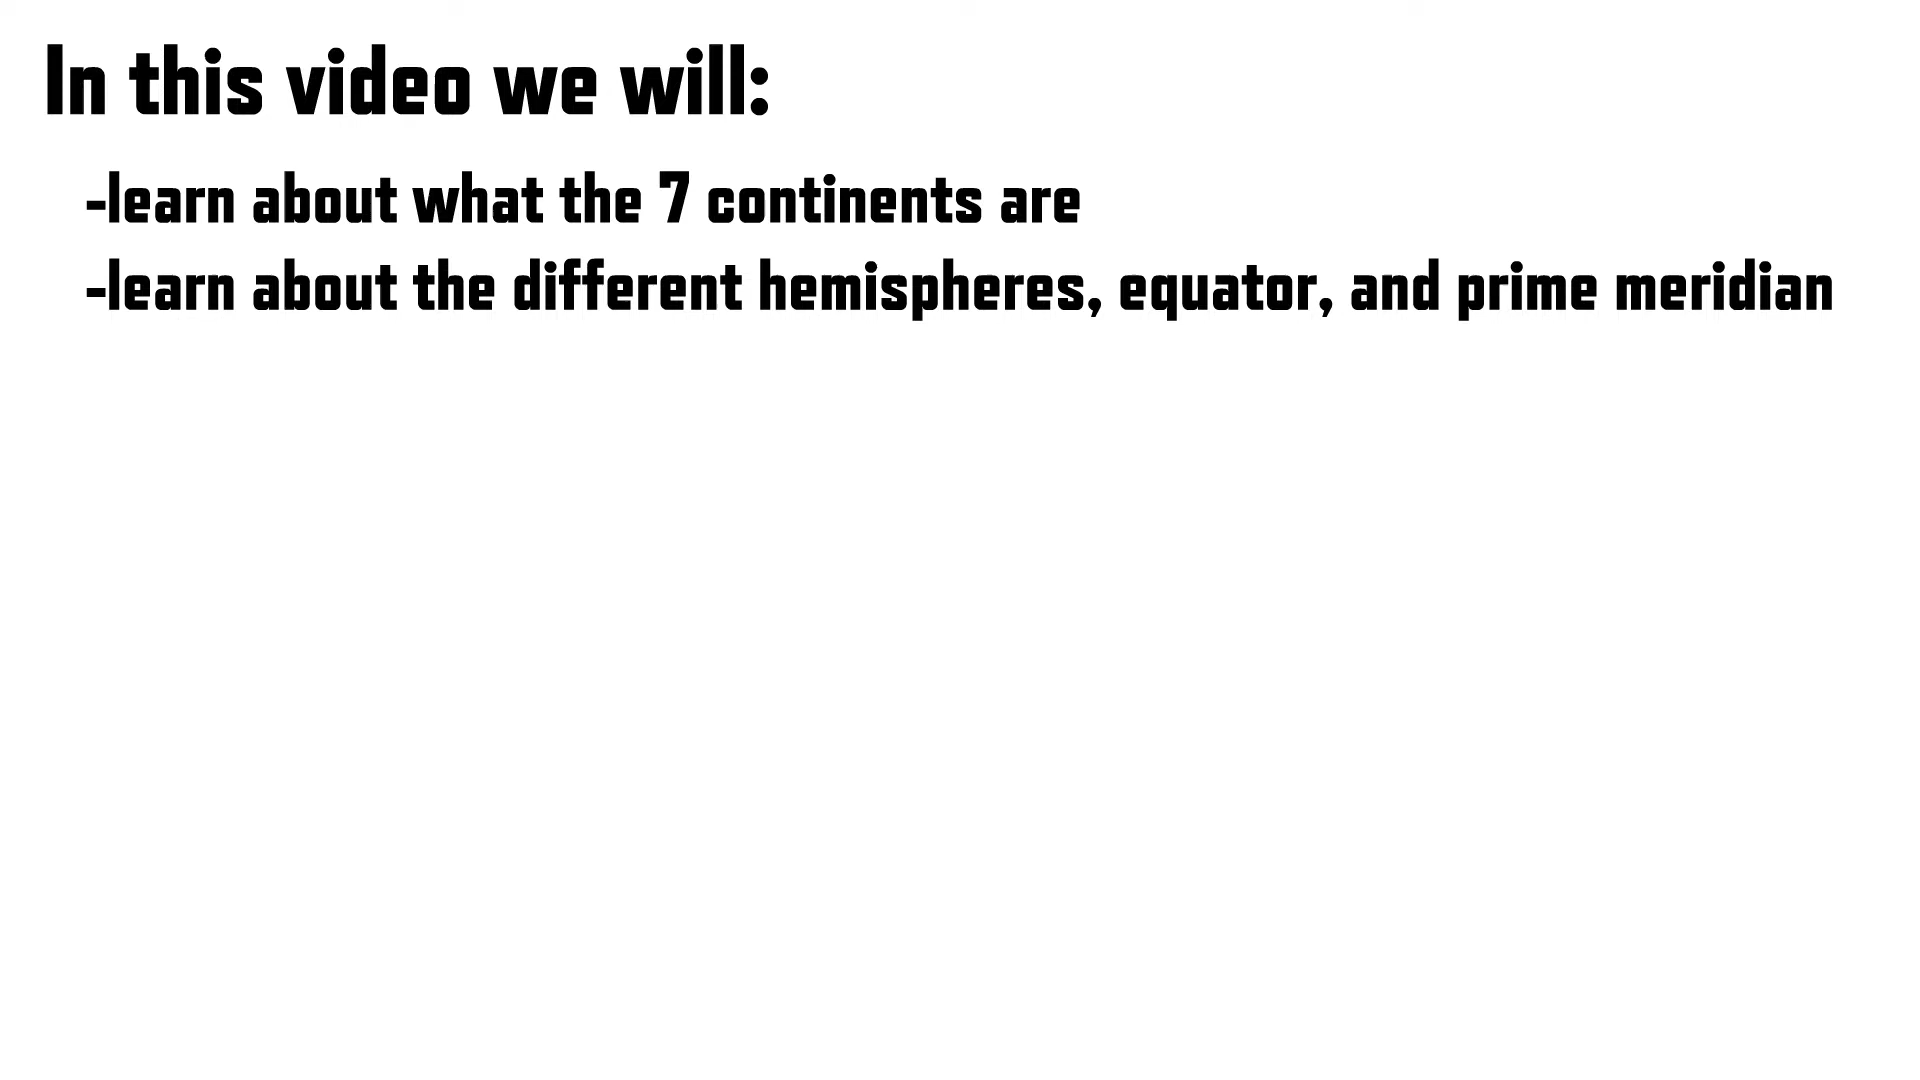 In this video we will:
-learn about what the 7 continents are
-learn about the different hemispheres, equator, and prime meridian